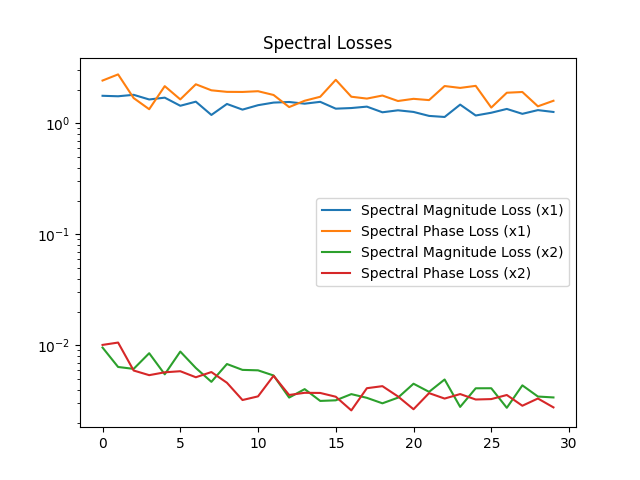 Spectral Losses
10^0
10^-1
10^-2
Spectral Magnitude Loss (x1)
Spectral Phase Loss (x1)
Spectral Magnitude Loss (x2)
Spectral Phase Loss (x2)
0 5 10 15 20 25 30